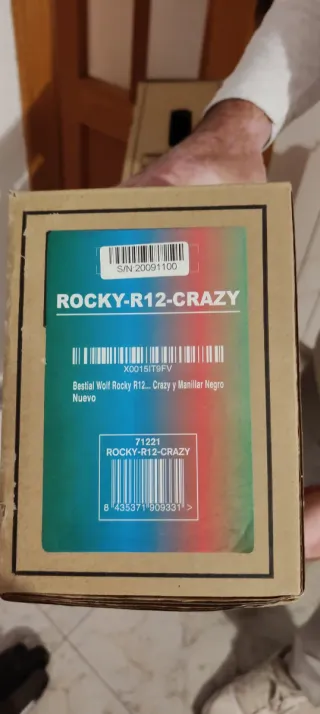 S/N:20091100
ROCKY-R12-CRAZY
X0015IT9FV
Bestial Wolf Rocky R12... Crazy y Manillar Negro
Nuevo
71221
ROCKY-R12-CRAZY
8 435371 909331 >